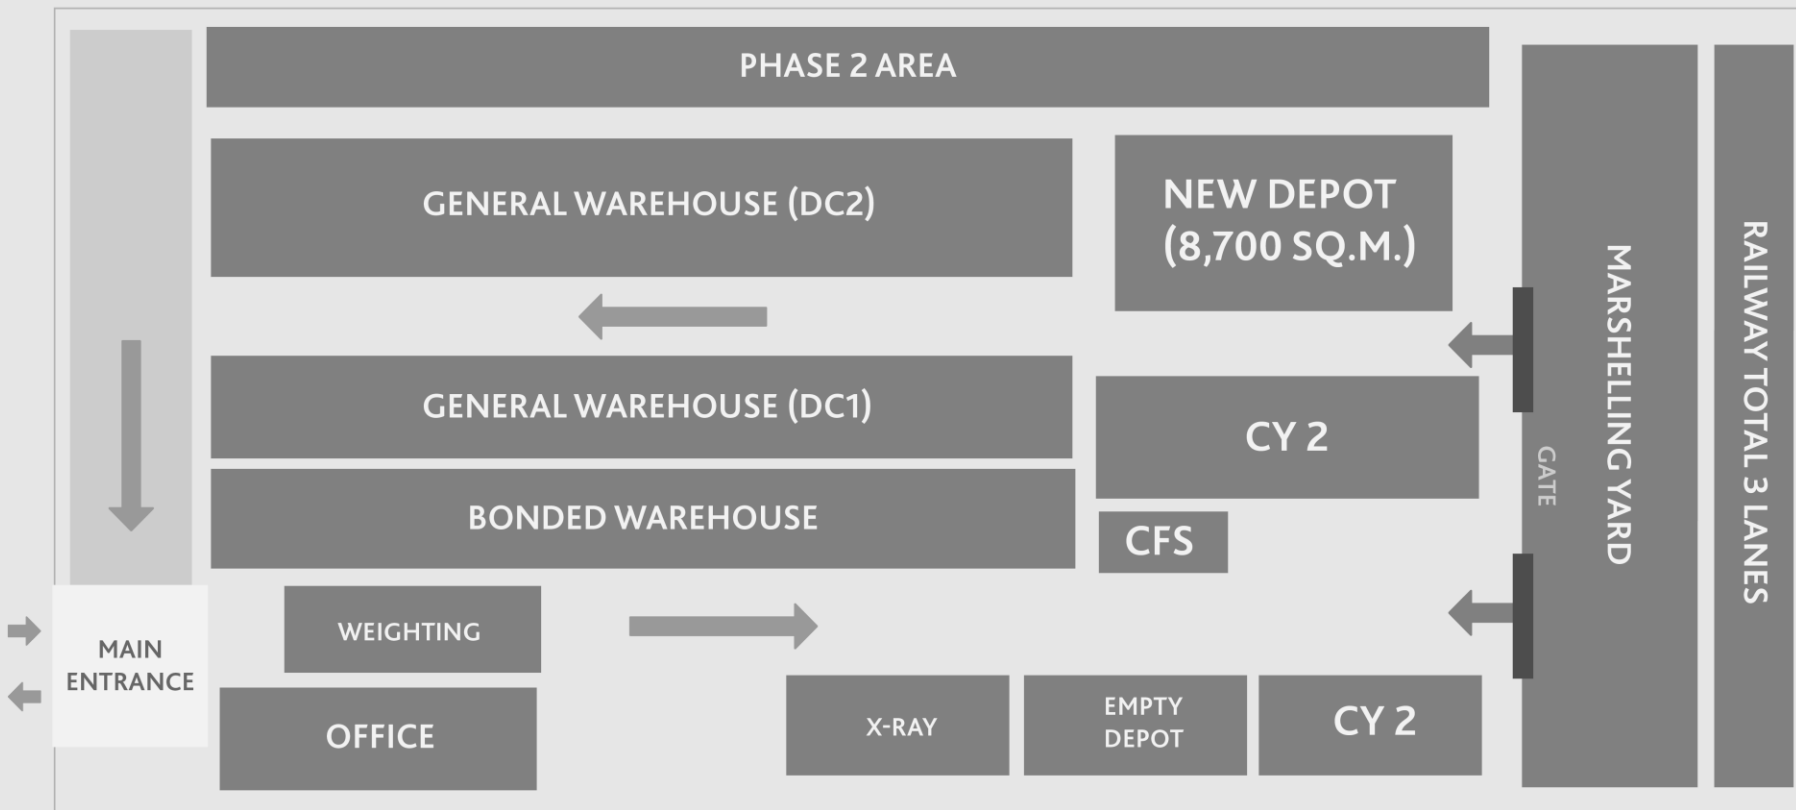 PHASE 2 AREA
GENERAL WAREHOUSE (DC2)
NEW DEPOT
(8,700 SQ.M.)
GENERAL WAREHOUSE (DC1)
CY 2
BONDED WAREHOUSE
CFS
GATE
MARSHELLING YARD
RAILWAY TOTAL 3 LANES
MAIN
ENTRANCE
WEIGHTING
OFFICE
X-RAY
EMPTY
DEPOT
CY 2